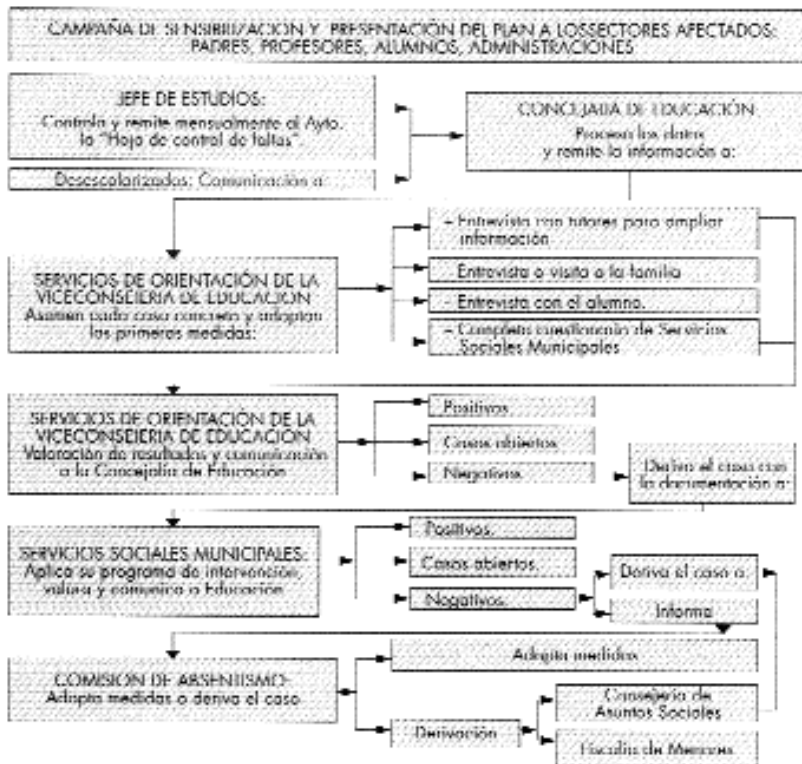 CAMPAÑA DE SENSIBILIZACIÓN Y PRESENTACIÓN DEL PLAN A LOSSECTORES AFECTADOS:
PADRES, PROFESORES, ALUMNOS, ADMINISTRACIONES
JEFE DE ESTUDIOS:
Controla y remite mensualmente al Ayto.
la "Hoja de control de faltas".
CONCEJALIA DE EDUCACIÓN
Procesa los datos
y remite la información a:
Desescolarizados: Comunicación a:
– Entrevista con tutores para ampliar
información
– Entrevista o visita a la familia
– Entrevista con el alumno.
– Completa cuestionario de Servicios
Sociales Municipales
SERVICIOS DE ORIENTACIÓN DE LA
VICECONSEJERIA DE EDUCACIÓN
Asumen cada caso concreto y adoptan
las primeras medidas:
SERVICIOS DE ORIENTACIÓN DE LA
VICECONSEJERIA DE EDUCACIÓN
Valoración de resultados y comunicación
a la Concejalía de Educación
Positivos
Casos abiertos
Negativos
Deriva el caso con
la documentación a:
SERVICIOS SOCIALES MUNICIPALES:
Aplica su programa de intervención,
valora y comunica a Educación
Positivos.
Casos abiertos.
Negativos.
Deriva el caso a:
Informa
COMISION DE ABSENTISMO:
Adopta medidas o deriva el caso
Adopta medidas
Derivación
Consejería de
Asuntos Sociales
Fiscalía de Menores